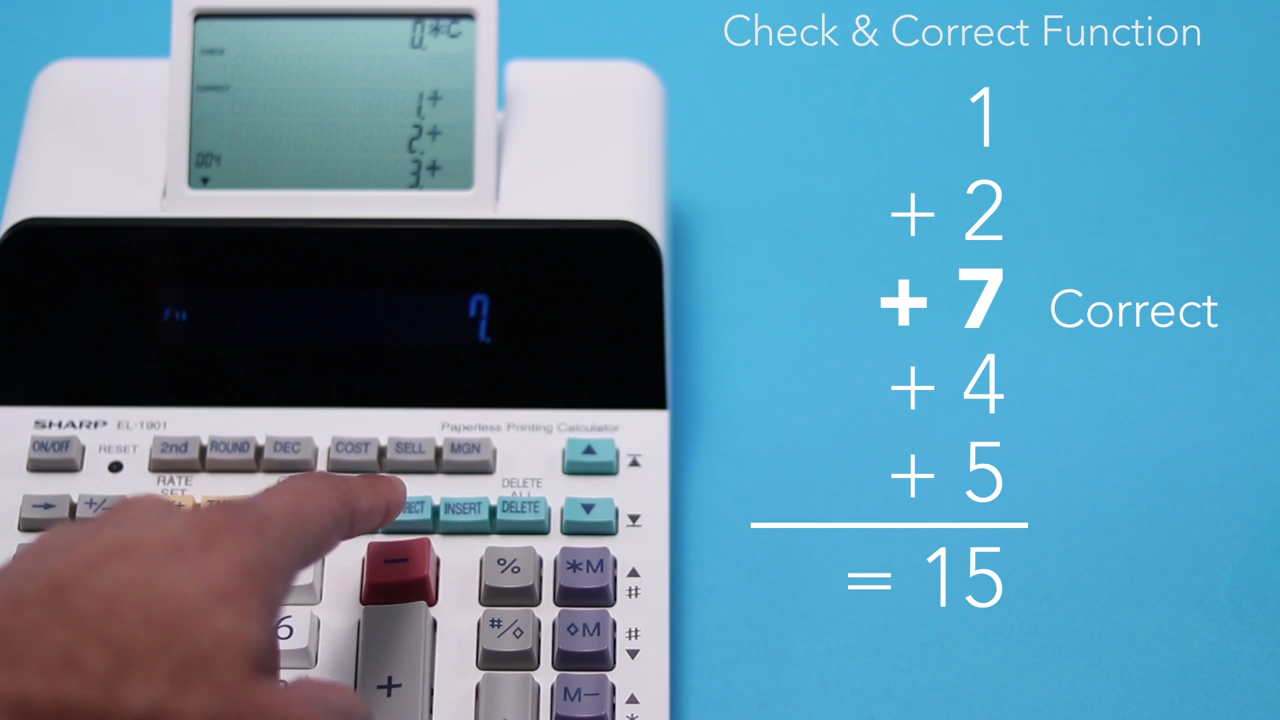 Check & Correct Function
1
+ 2
+ 7 Correct
+ 4
+ 5
= 15
0.*C
CHECK
CORRECT
1.+
2.+
004 3.+
7.
SHARP EL-1901 Paperless Printing Calculator
ON/OFF RESET 2nd ROUND DEC COST SELL MGN ▲
RATE SET DELETE ALL
→ +/- INSERT DELETE ▼
− % *M
#
6 #/◇ ◇M #
+ M−
*